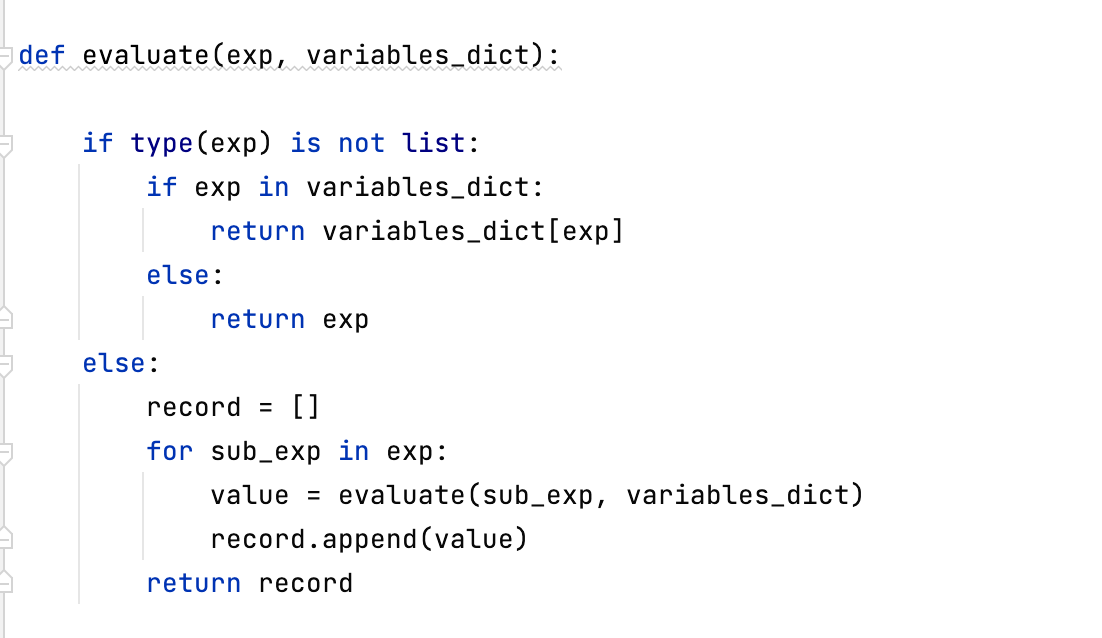 def evaluate(exp, variables_dict):
    if type(exp) is not list:
        if exp in variables_dict:
            return variables_dict[exp]
        else:
            return exp
    else:
        record = []
        for sub_exp in exp:
            value = evaluate(sub_exp, variables_dict)
            record.append(value)
        return record